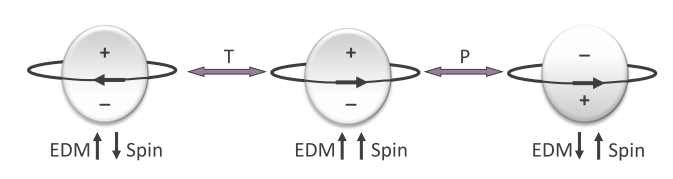 + T + P −
− − +
EDM Spin EDM Spin EDM Spin